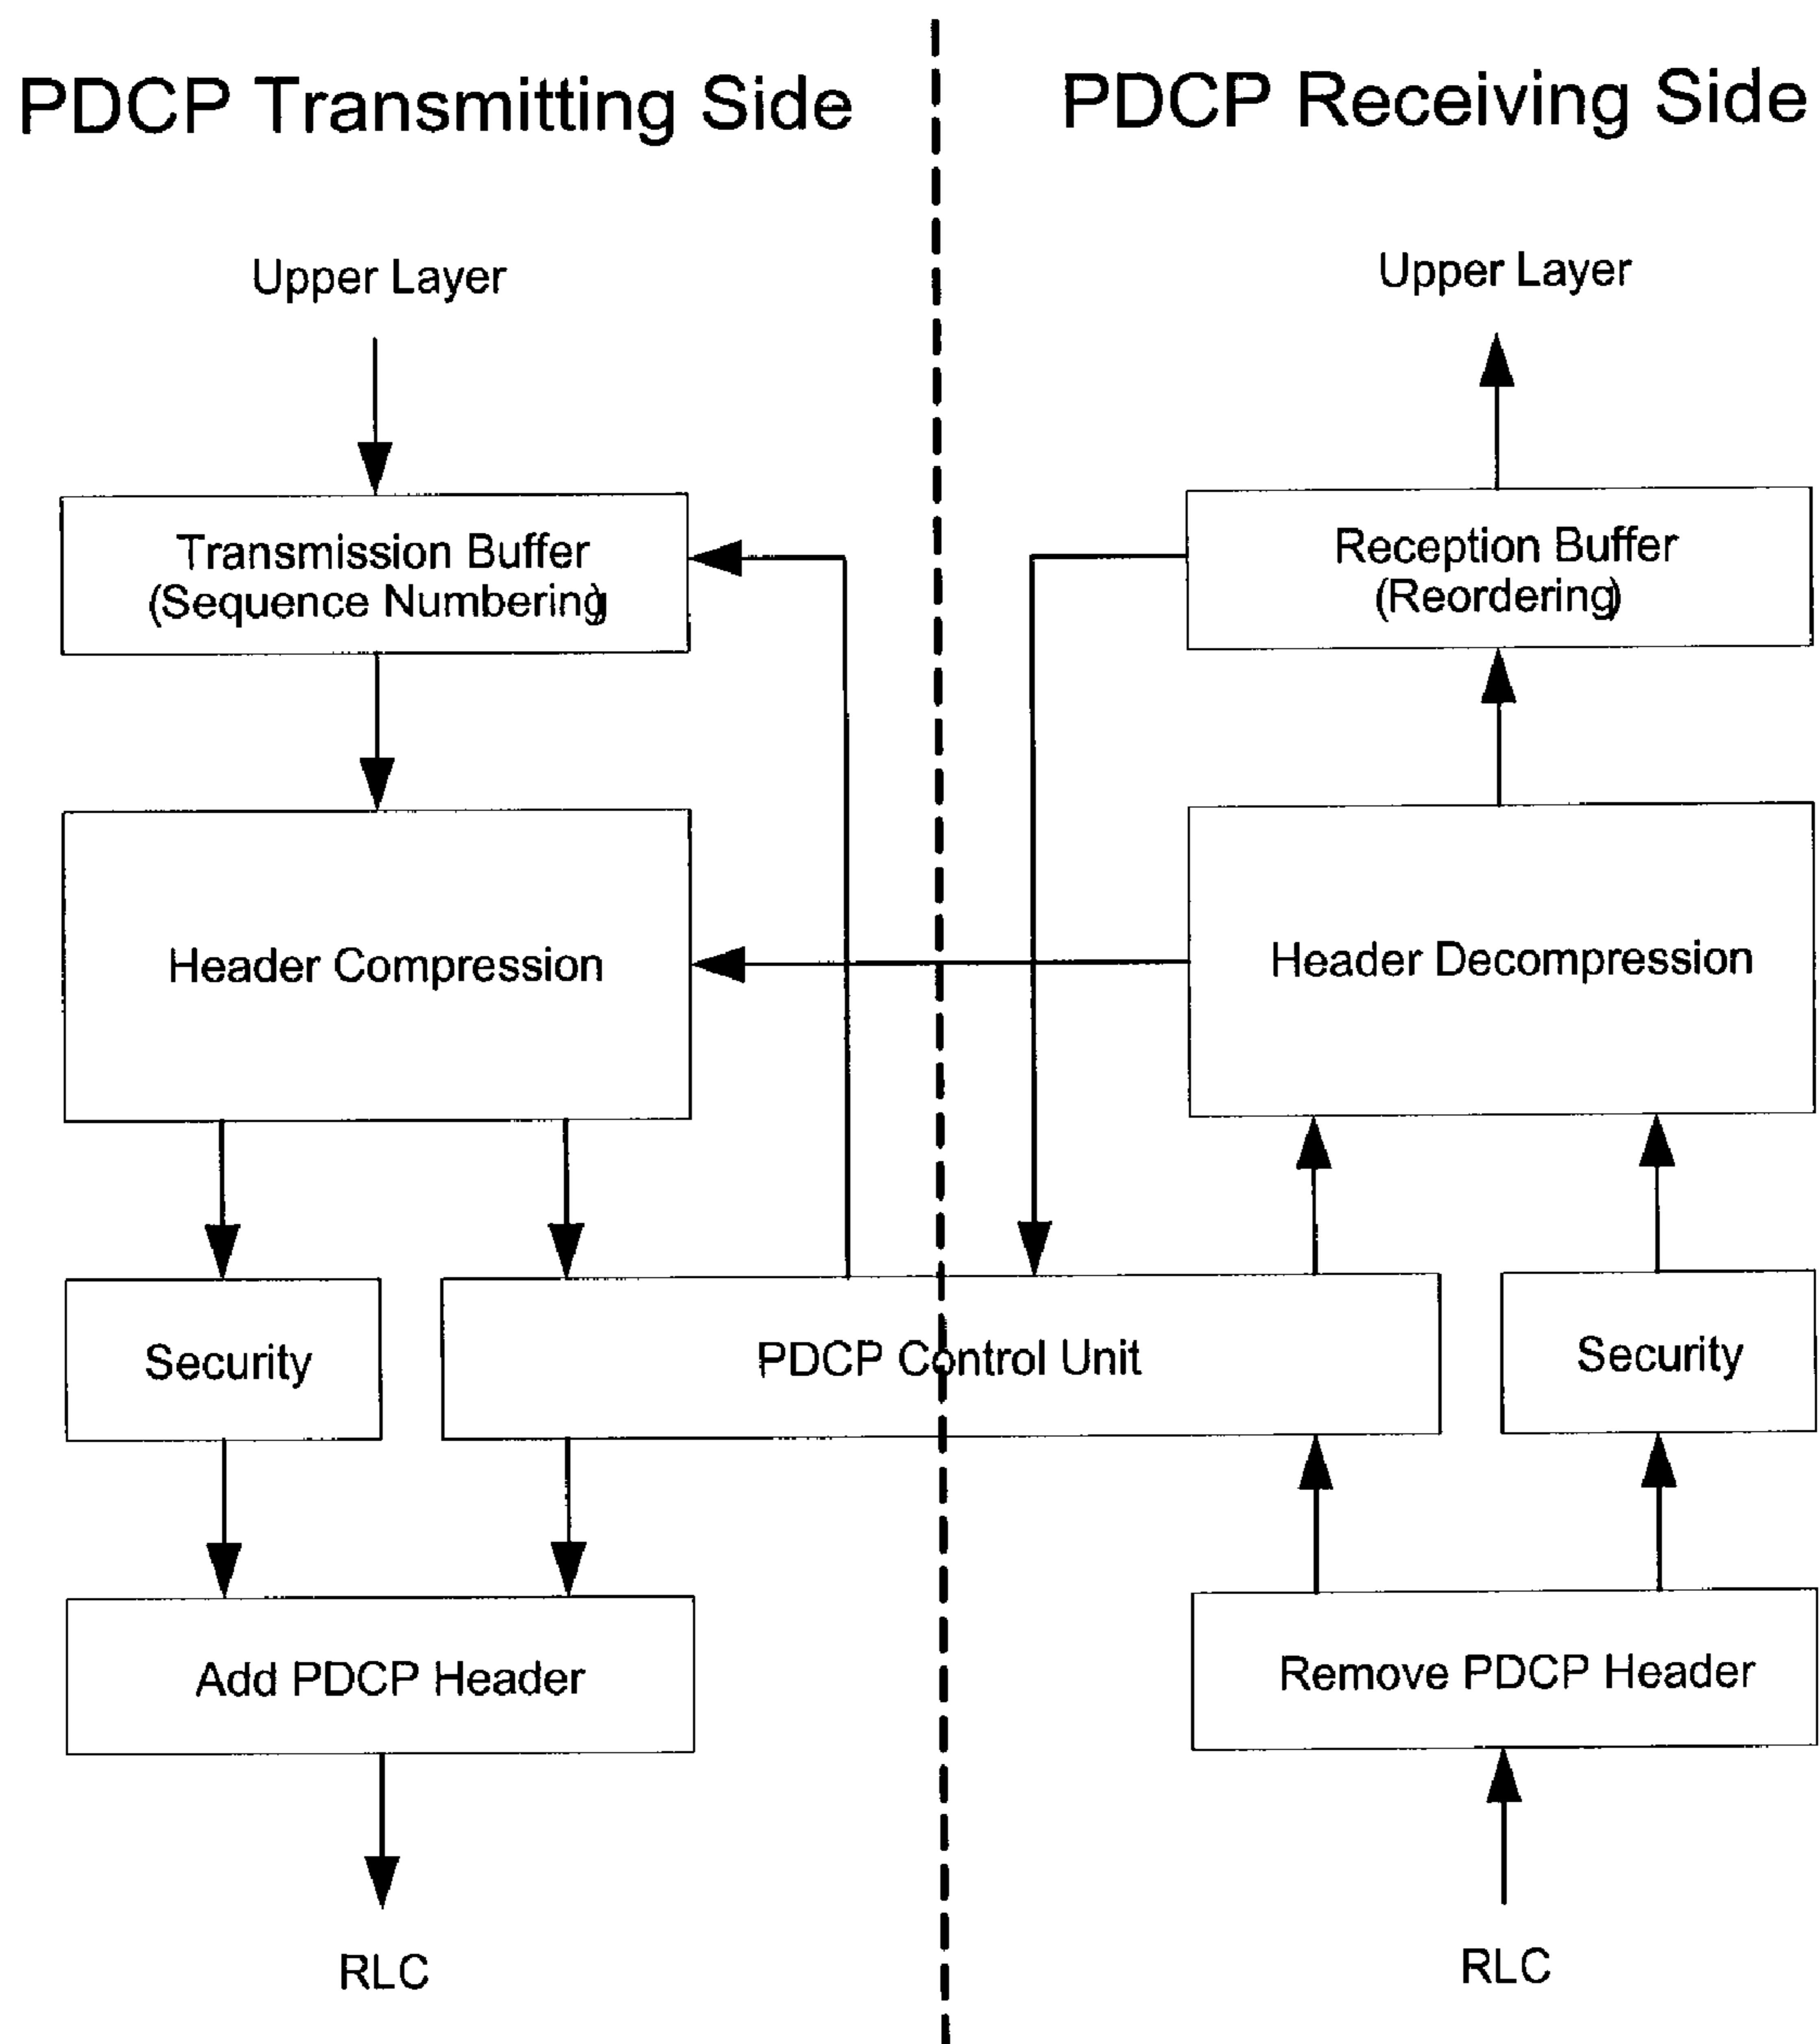 PDCP Transmitting Side
PDCP Receiving Side
Upper Layer
Upper Layer
Transmission Buffer
(Sequence Numbering)
Reception Buffer
(Reordering)
Header Compression
Header Decompression
Security
PDCP Control Unit
Security
Add PDCP Header
Remove PDCP Header
RLC
RLC